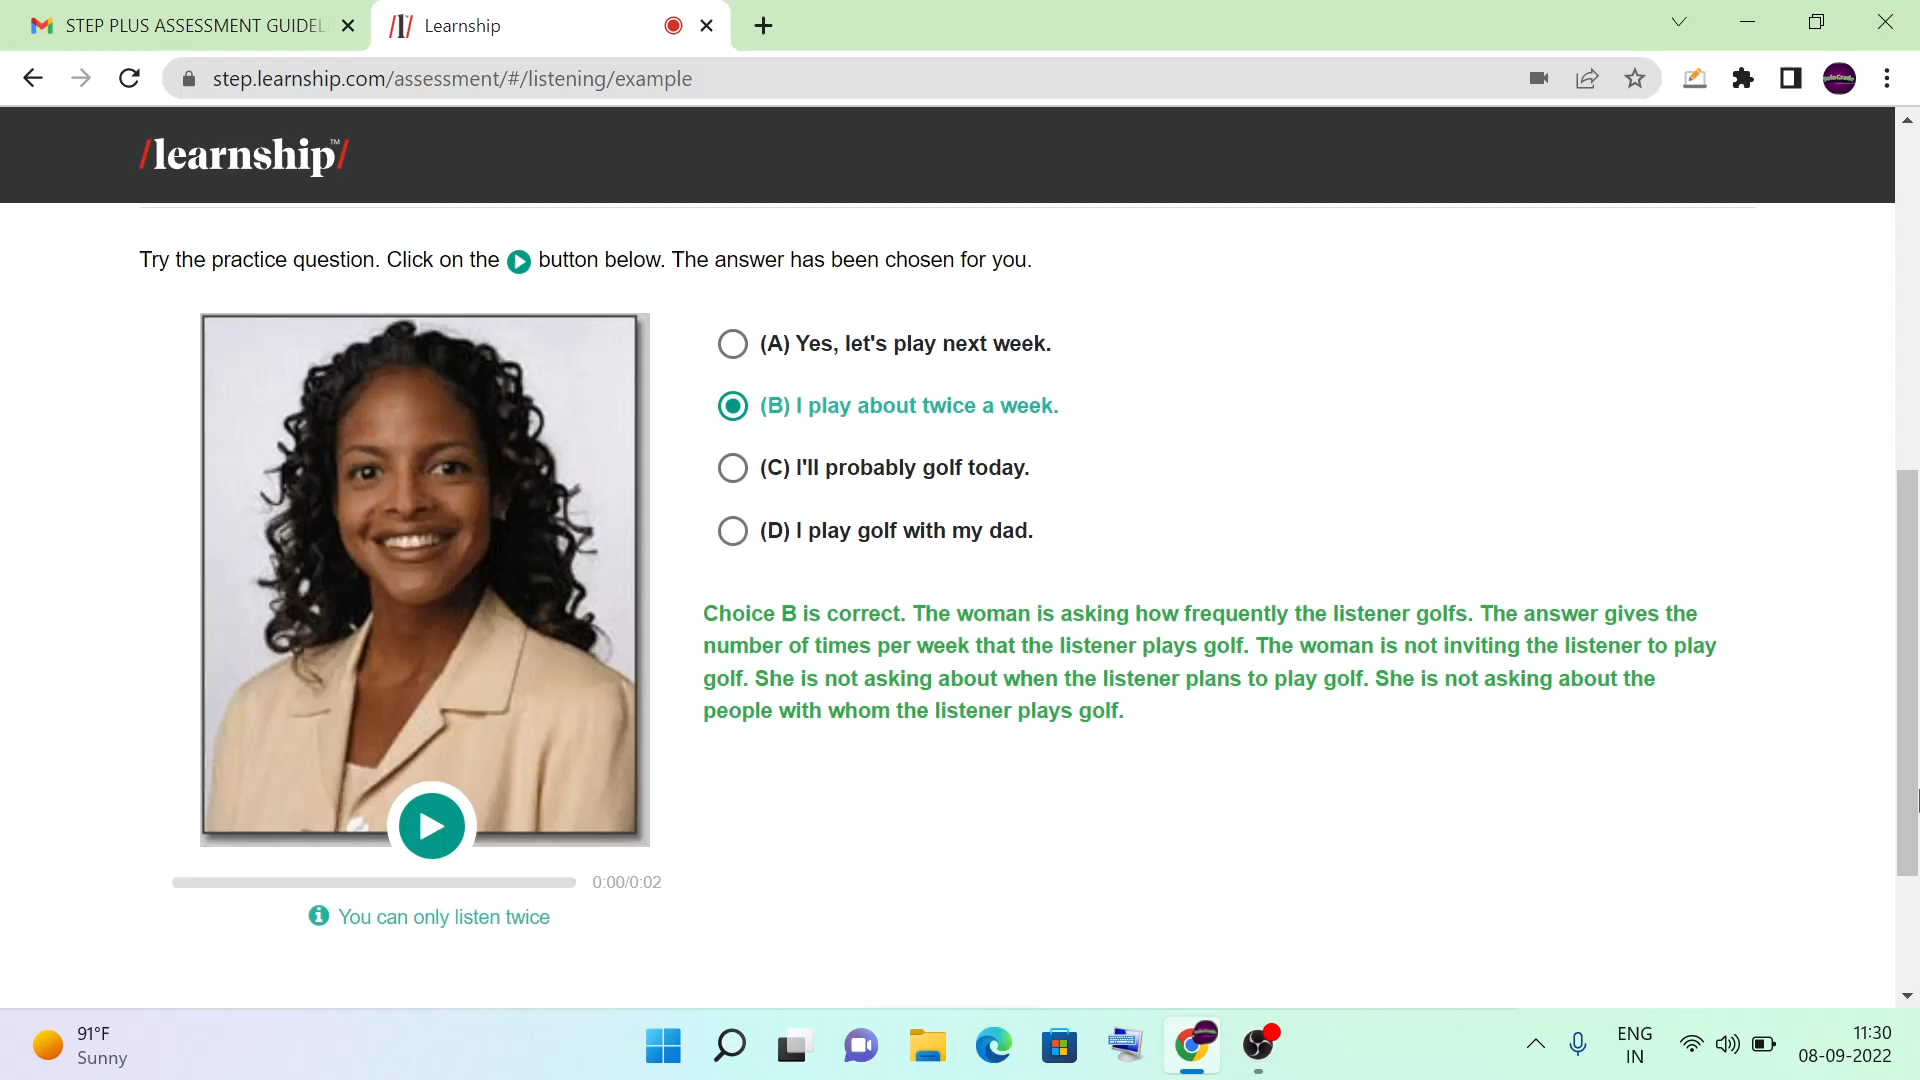 STEP PLUS ASSESSMENT GUIDEL
Learnship
step.learnship.com/assessment/#/listening/example
/learnship™/
Try the practice question. Click on the button below. The answer has been chosen for you.
(A) Yes, let's play next week.
(B) I play about twice a week.
(C) I'll probably golf today.
(D) I play golf with my dad.
Choice B is correct. The woman is asking how frequently the listener golfs. The answer gives the
number of times per week that the listener plays golf. The woman is not inviting the listener to play
golf. She is not asking about when the listener plans to play golf. She is not asking about the
people with whom the listener plays golf.
0:00/0:02
You can only listen twice
91°F
Sunny
ENG
IN
11:30
08-09-2022